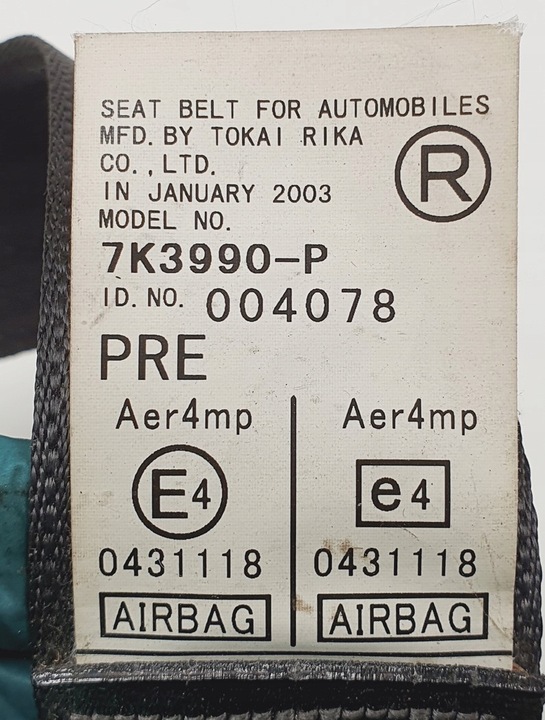 SEAT BELT FOR AUTOMOBILES
MFD. BY TOKAI RIKA
CO., LTD.
IN JANUARY 2003
R
MODEL NO.
7K3990-P
ID. NO. 004078
PRE
Aer4mp Aer4mp
E4 e4
0431118 0431118
AIRBAG AIRBAG